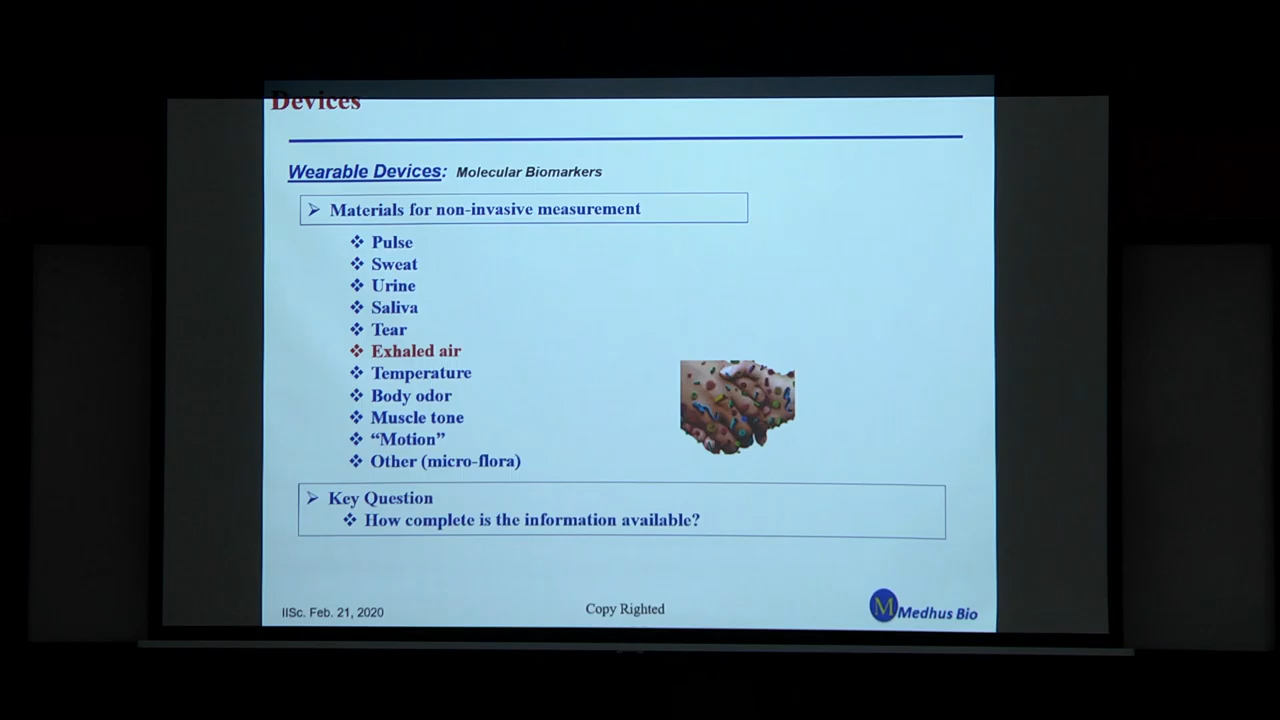 Devices
Wearable Devices: Molecular Biomarkers
➢ Materials for non-invasive measurement
❖ Pulse
❖ Sweat
❖ Urine
❖ Saliva
❖ Tear
❖ Exhaled air
❖ Temperature
❖ Body odor
❖ Muscle tone
❖ “Motion”
❖ Other (micro-flora)
➢ Key Question
❖ How complete is the information available?
IISc. Feb. 21, 2020
Copy Righted
M Medhus Bio